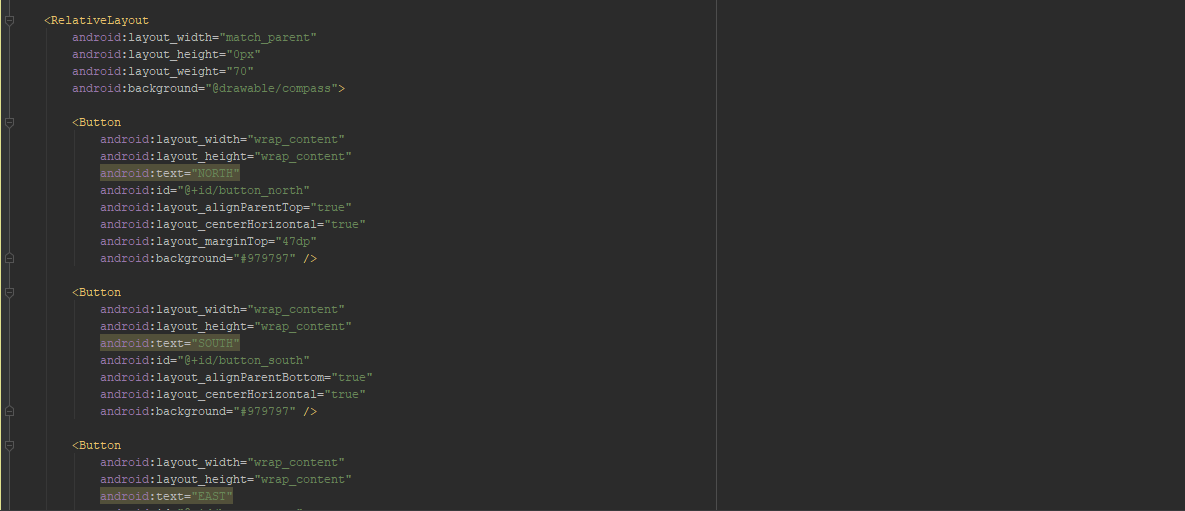 <RelativeLayout
android:layout_width="match_parent"
android:layout_height="0px"
android:layout_weight="70"
android:background="@drawable/compass">
<Button
android:layout_width="wrap_content"
android:layout_height="wrap_content"
android:text="NORTH"
android:id="@+id/button_north"
android:layout_alignParentTop="true"
android:layout_centerHorizontal="true"
android:layout_marginTop="47dp"
android:background="#979797" />
<Button
android:layout_width="wrap_content"
android:layout_height="wrap_content"
android:text="SOUTH"
android:id="@+id/button_south"
android:layout_alignParentBottom="true"
android:layout_centerHorizontal="true"
android:background="#979797" />
<Button
android:layout_width="wrap_content"
android:layout_height="wrap_content"
android:text="EAST"